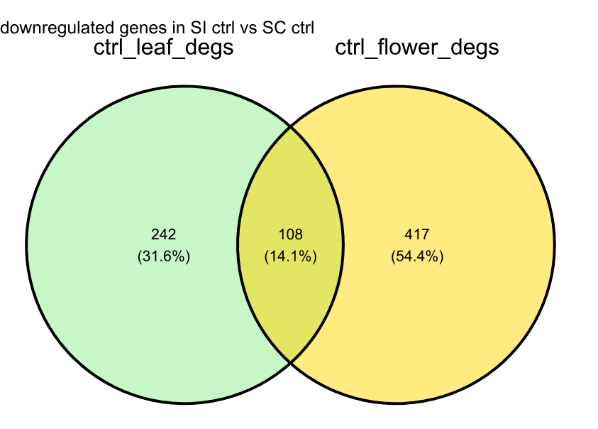 downregulated genes in SI ctrl vs SC ctrl
ctrl_leaf_degs
ctrl_flower_degs
242
(31.6%)
108
(14.1%)
417
(54.4%)